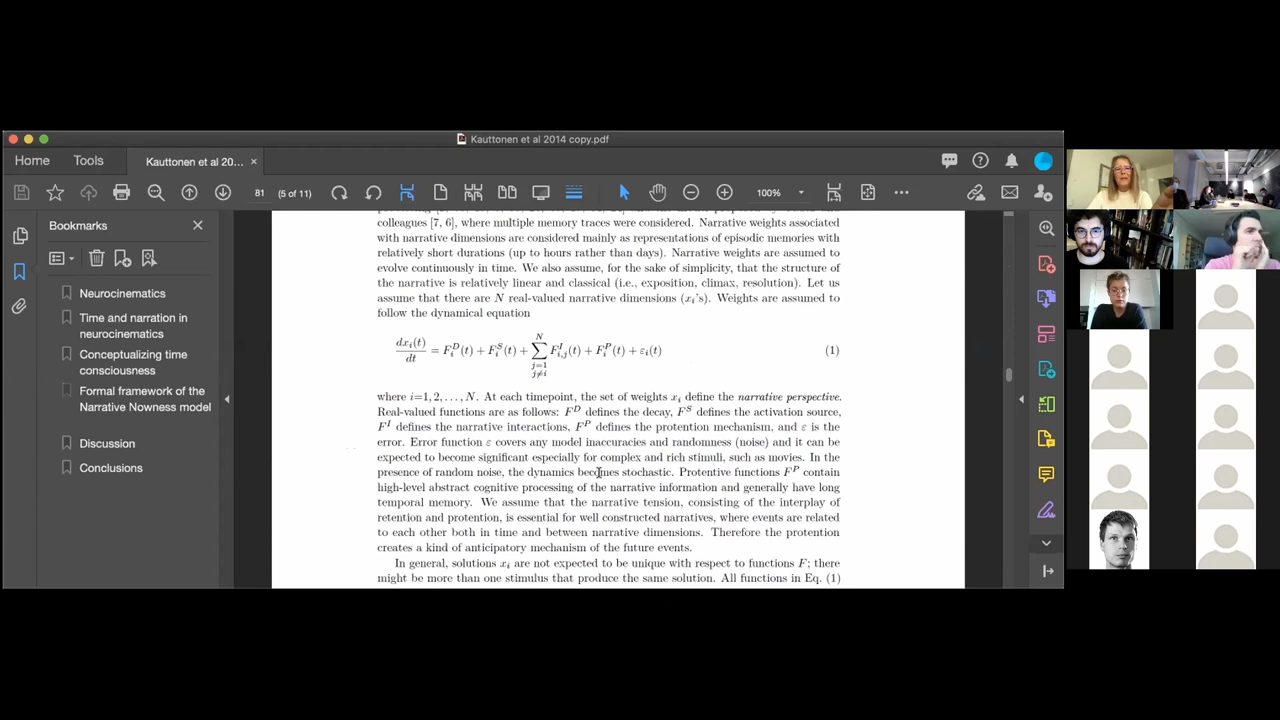 Kauttonen et al 2014 copy.pdf
Home
Tools
Kauttonen et al 20...
81
(5 of 11)
100%
Bookmarks
Neurocinematics
Time and narration in
neurocinematics
Conceptualizing time
consciousness
Formal framework of the
Narrative Nowness model
Discussion
Conclusions
colleagues [7, 6], where multiple memory traces were considered. Narrative weights associated
with narrative dimensions are considered mainly as representations of episodic memories with
relatively short durations (up to hours rather than days). Narrative weights are assumed to
evolve continuously in time. We also assume, for the sake of simplicity, that the structure of
the narrative is relatively linear and classical (i.e., exposition, climax, resolution). Let us
assume that there are N real-valued narrative dimensions (x_i's). Weights are assumed to
follow the dynamical equation
dx_i(t)/dt = F_i^D(t) + F_i^S(t) + ∑_{j=1, j≠i}^N F_{i,j}^I(t) + F_i^P(t) + ε_i(t) (1)
where i=1, 2, . . . , N. At each timepoint, the set of weights x_i define the narrative perspective.
Real-valued functions are as follows: F^D defines the decay, F^S defines the activation source,
F^I defines the narrative interactions, F^P defines the protention mechanism, and ε is the
error. Error function ε covers any model inaccuracies and randomness (noise) and it can be
expected to become significant especially for complex and rich stimuli, such as movies. In the
presence of random noise, the dynamics becomes stochastic. Protentive functions F^P contain
high-level abstract cognitive processing of the narrative information and generally have long
temporal memory. We assume that the narrative tension, consisting of the interplay of
retention and protention, is essential for well constructed narratives, where events are related
to each other both in time and between narrative dimensions. Therefore the protention
creates a kind of anticipatory mechanism of the future events.
In general, solutions x_i are not expected to be unique with respect to functions F; there
might be more than one stimulus that produce the same solution. All functions in Eq. (1)